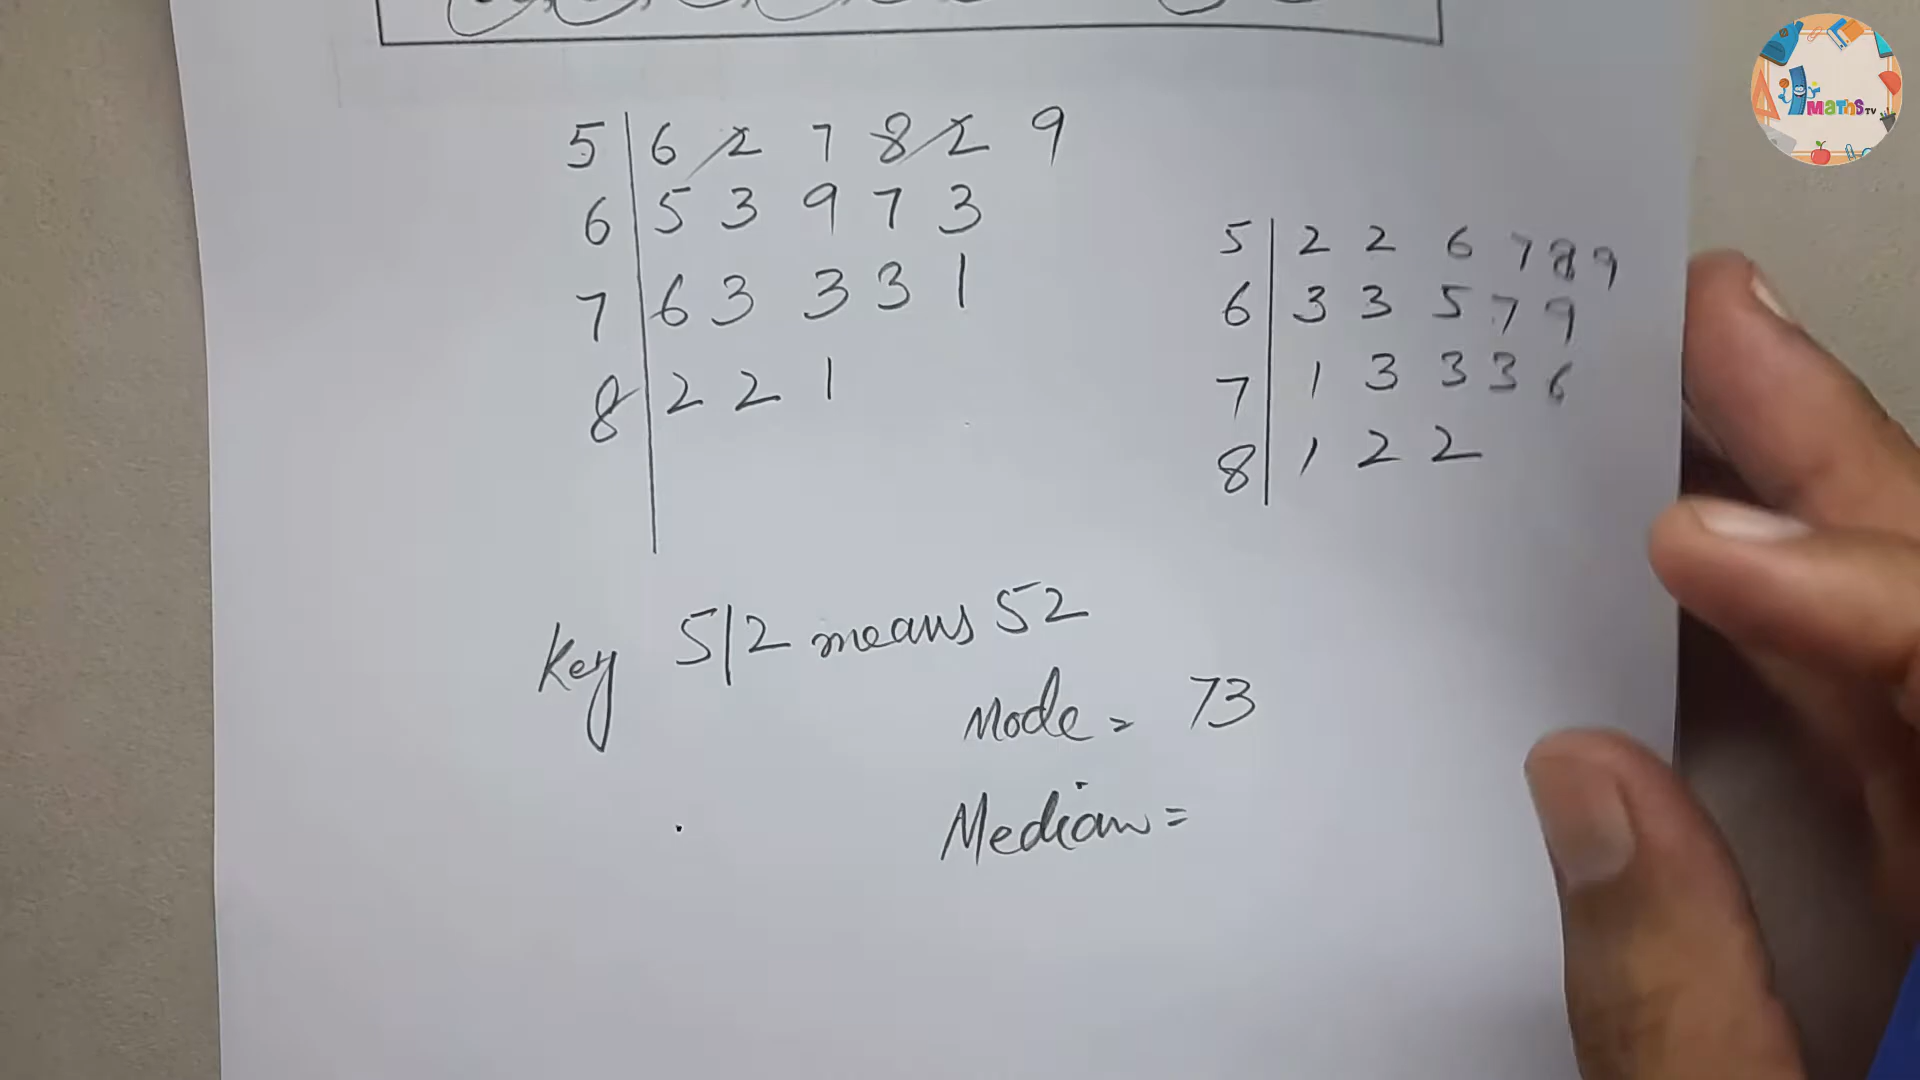 5 | 6 2 7 8 2 9
6 | 5 3 9 7 3
7 | 6 3 3 3 1
8 | 2 2 1
5 | 2 2 6 7 8 9
6 | 3 3 5 7 9
7 | 1 3 3 3 6
8 | 1 2 2
Key 5|2 means 52
Mode = 73
Median =
MaTHS TV